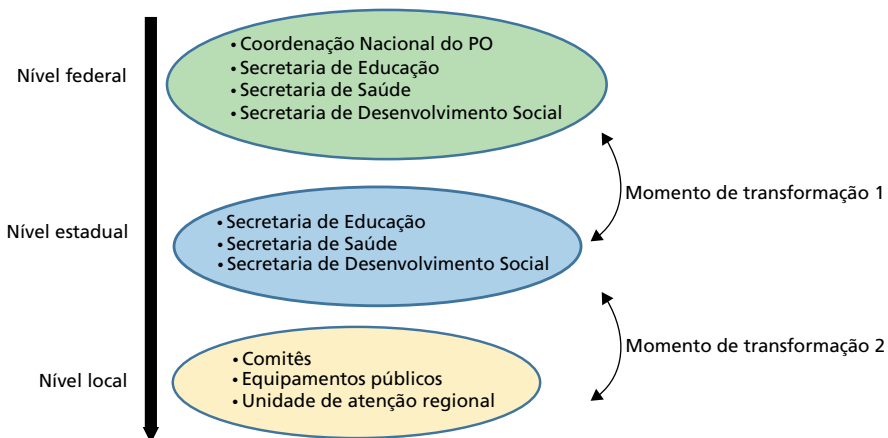 Nível federal
• Coordenação Nacional do PO
• Secretaria de Educação
• Secretaria de Saúde
• Secretaria de Desenvolvimento Social
Momento de transformação 1
Nível estadual
• Secretaria de Educação
• Secretaria de Saúde
• Secretaria de Desenvolvimento Social
Momento de transformação 2
Nível local
• Comitês
• Equipamentos públicos
• Unidade de atenção regional